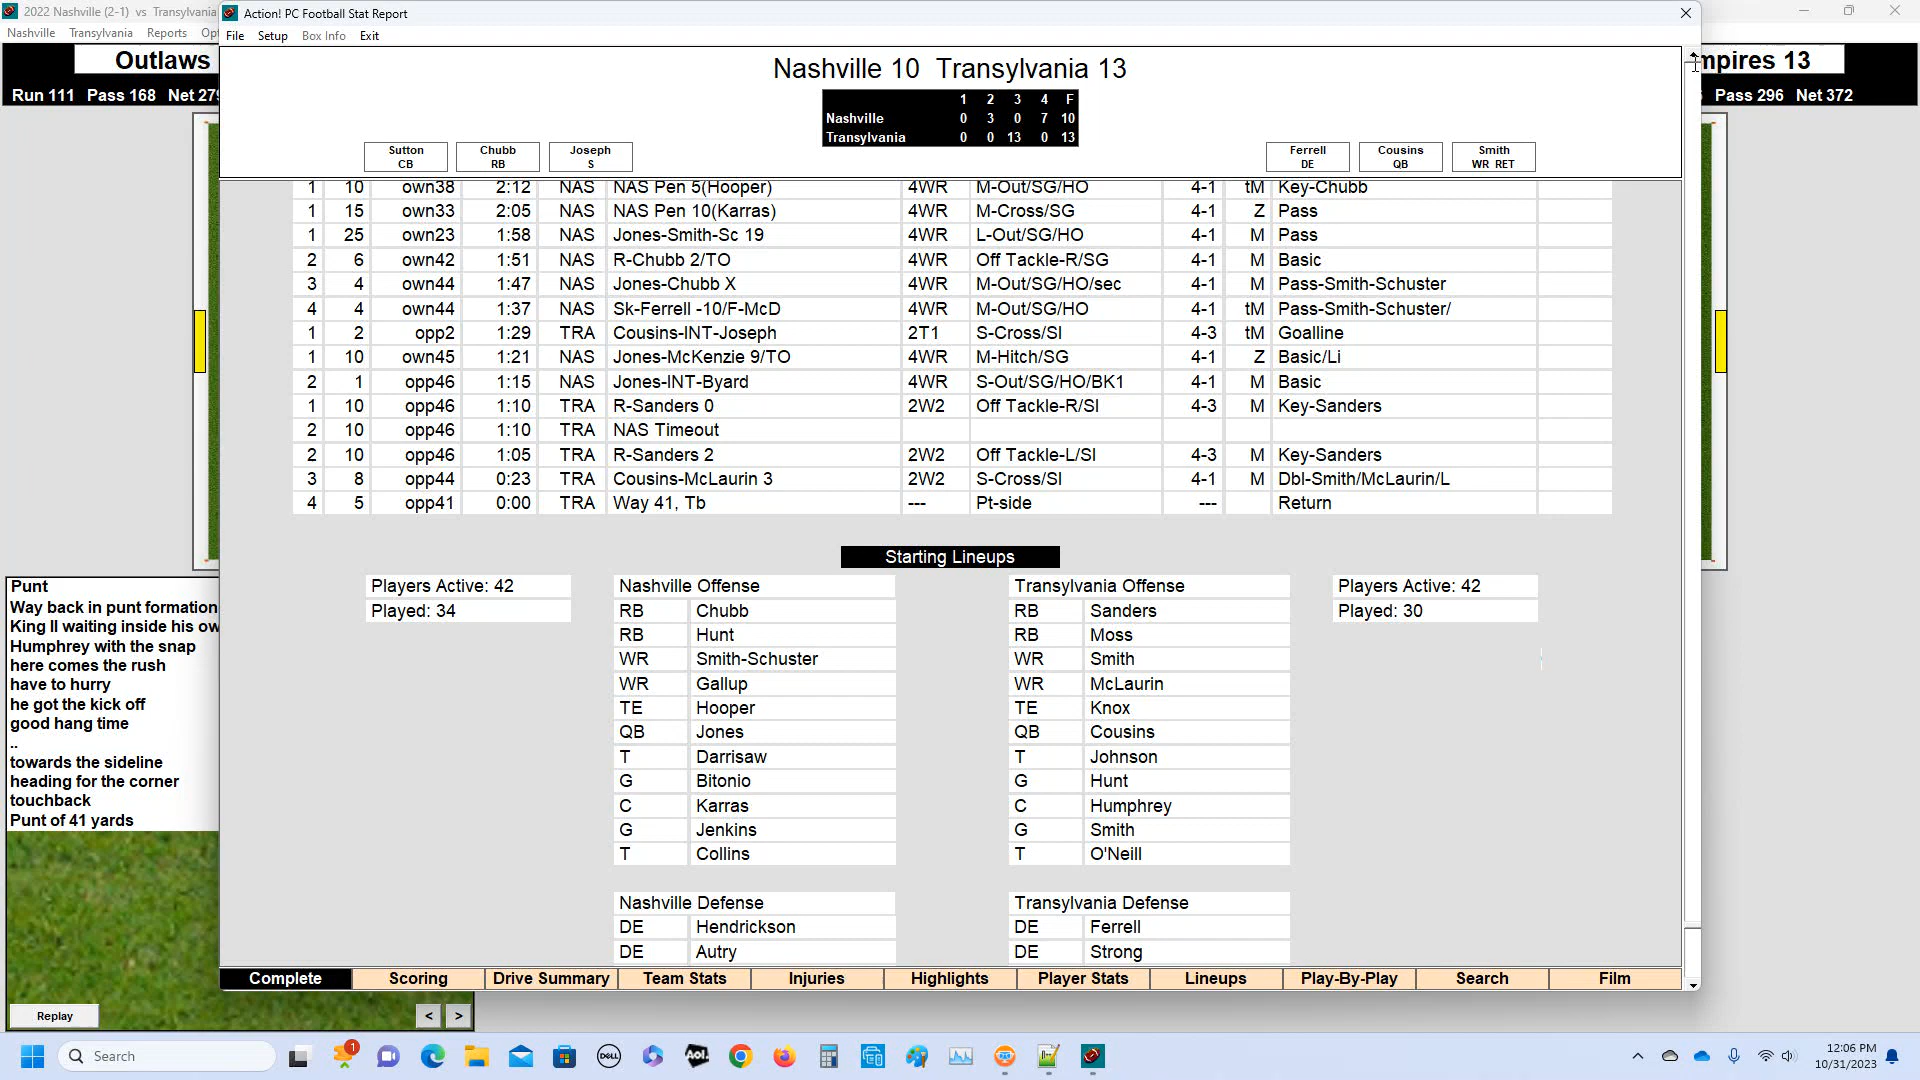 2022 Nashville (2-1) vs Transylvania
Nashville Transylvania Reports
Outlaws
Run 111 Pass 168 Net 279
Action! PC Football Stat Report
File Setup Box Info Exit
Nashville 10 Transylvania 13
1 2 3 4 F
Nashville 0 3 0 7 10
Transylvania 0 0 13 0 13
Sutton CB
Chubb RB
Joseph S
Ferrell DE
Cousins QB
Smith WR RET
mpires 13
Pass 296 Net 372
1 10 own38 2:12 NAS NAS Pen 5(Hooper) 4WR M-Out/SG/HO 4-1 tM Key-Chubb
1 15 own33 2:05 NAS NAS Pen 10(Karras) 4WR M-Cross/SG 4-1 Z Pass
1 25 own23 1:58 NAS Jones-Smith-Sc 19 4WR L-Out/SG/HO 4-1 M Pass
2 6 own42 1:51 NAS R-Chubb 2/TO 4WR Off Tackle-R/SG 4-1 M Basic
3 4 own44 1:47 NAS Jones-Chubb X 4WR M-Out/SG/HO/sec 4-1 M Pass-Smith-Schuster
4 4 own44 1:37 NAS Sk-Ferrell -10/F-McD 4WR M-Out/SG/HO 4-1 tM Pass-Smith-Schuster/
1 2 opp2 1:29 TRA Cousins-INT-Joseph 2T1 S-Cross/SI 4-3 tM Goalline
1 10 own45 1:21 NAS Jones-McKenzie 9/TO 4WR M-Hitch/SG 4-1 Z Basic/Li
2 1 opp46 1:15 NAS Jones-INT-Byard 4WR S-Out/SG/HO/BK1 4-1 M Basic
1 10 opp46 1:10 TRA R-Sanders 0 2W2 Off Tackle-R/SI 4-3 M Key-Sanders
2 10 opp46 1:10 TRA NAS Timeout
2 10 opp46 1:05 TRA R-Sanders 2 2W2 Off Tackle-L/SI 4-3 M Key-Sanders
3 8 opp44 0:23 TRA Cousins-McLaurin 3 2W2 S-Cross/SI 4-1 M Dbl-Smith/McLaurin/L
4 5 opp41 0:00 TRA Way 41, Tb --- Pt-side --- Return
Starting Lineups
Players Active: 42 Nashville Offense Transylvania Offense Players Active: 42
Played: 34 RB Chubb RB Sanders Played: 30
RB Hunt RB Moss
WR Smith-Schuster WR Smith
WR Gallup WR McLaurin
TE Hooper TE Knox
QB Jones QB Cousins
T Darrisaw T Johnson
G Bitonio G Hunt
C Karras C Humphrey
G Jenkins G Smith
T Collins T O'Neill
Nashville Defense Transylvania Defense
DE Hendrickson DE Ferrell
DE Autry DE Strong
Complete Scoring Drive Summary Team Stats Injuries Highlights Player Stats Lineups Play-By-Play Search Film
Punt
Way back in punt formation
King II waiting inside his ow
Humphrey with the snap
here comes the rush
have to hurry
he got the kick off
good hang time
..
towards the sideline
heading for the corner
touchback
Punt of 41 yards
Replay < >
Search
1
DELL
Aol.
12:06 PM
10/31/2023